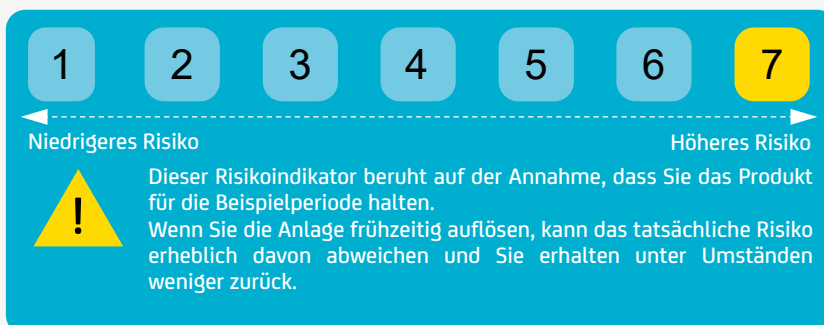 1 2 3 4 5 6 7
Niedrigeres Risiko Höheres Risiko
Dieser Risikoindikator beruht auf der Annahme, dass Sie das Produkt
für die Beispielperiode halten.
Wenn Sie die Anlage frühzeitig auflösen, kann das tatsächliche Risiko
erheblich davon abweichen und Sie erhalten unter Umständen
weniger zurück.
!